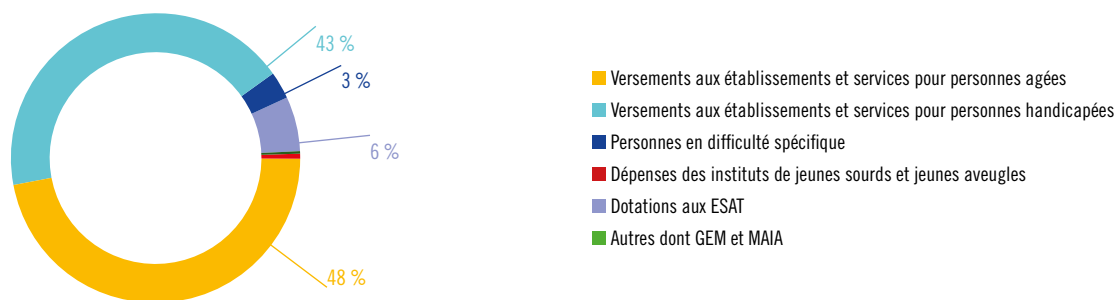 43 %
3 %
6 %
48 %
Versements aux établissements et services pour personnes agées
Versements aux établissements et services pour personnes handicapées
Personnes en difficulté spécifique
Dépenses des instituts de jeunes sourds et jeunes aveugles
Dotations aux ESAT
Autres dont GEM et MAIA